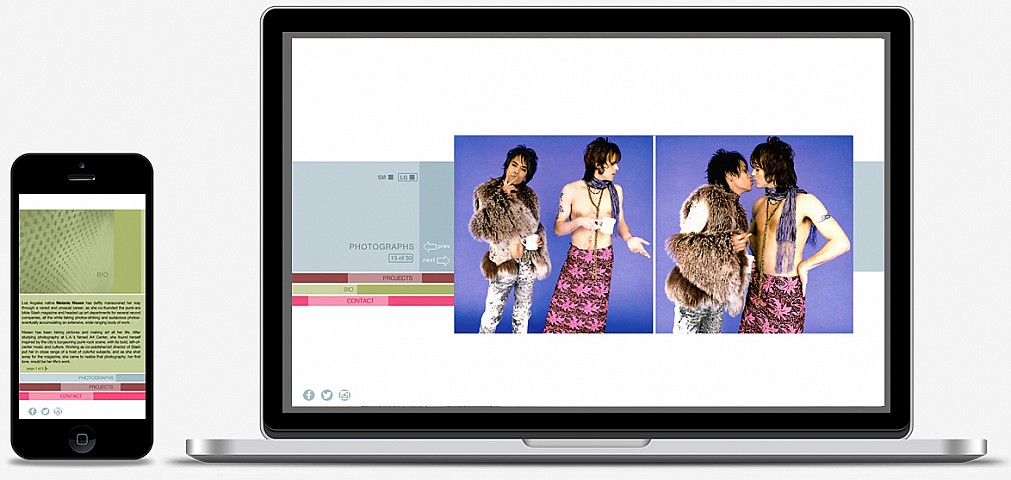 BIO
Los Angeles native Melanie Nissen has deftly maneuvered her way
through a varied and unusual career, as she co-founded the punk-era
table Slash magazine and headed up art departments for several record
companies, all the while taking photos-striking and audacious photos-
eventually accumulating an extensive, wide-ranging body of work.
Nissen has been taking pictures and making art all her life. After
studying photography at L.A.'s famed Art Center, she found herself
inspired by the city's burgeoning punk-rock scene, with its bold, left-of-
center music and culture. Working as co-publisher/art director of Slash
put her in close range of a host of colorful subjects, and as she shot
away for the magazine, she came to realize that photography, her first
love, would be her life's work.
page 1 of 3
PHOTOGRAPHS
PROJECTS
CONTACT
SM LG
PHOTOGRAPHS
15 of 30
prev
next
PROJECTS
BIO
CONTACT